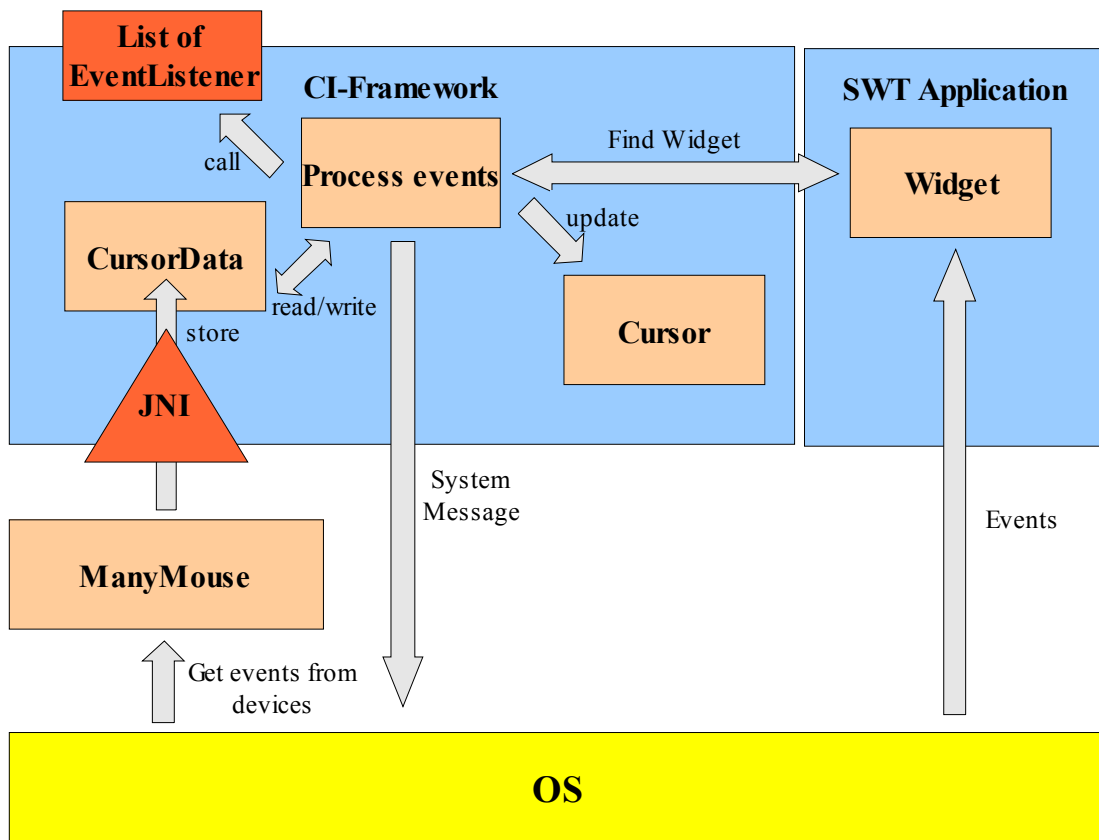 List of
EventListener
CI-Framework
SWT Application
call
Process events
Find Widget
Widget
update
CursorData
read/write
store
Cursor
JNI
System
Message
Events
ManyMouse
Get events from
devices
OS